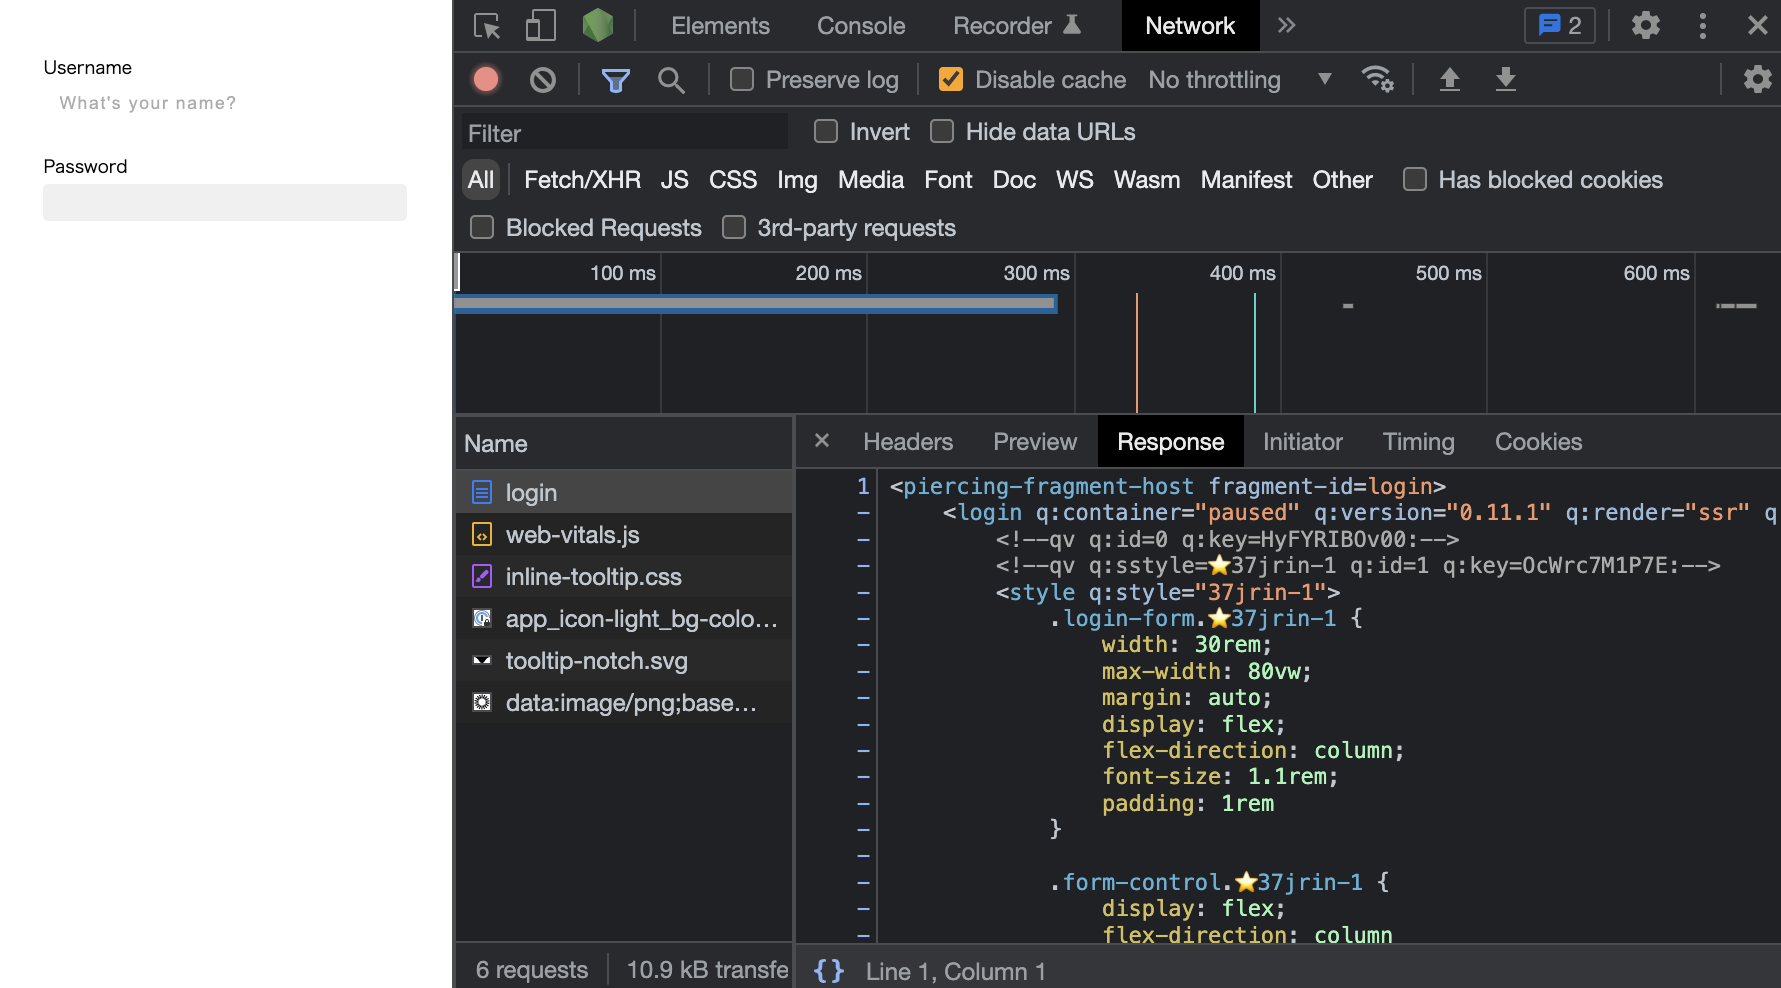 Username
What's your name?
Password
Elements Console Recorder Network 2
Preserve log Disable cache No throttling
Filter Invert Hide data URLs
All Fetch/XHR JS CSS Img Media Font Doc WS Wasm Manifest Other Has blocked cookies
Blocked Requests 3rd-party requests
100 ms 200 ms 300 ms 400 ms 500 ms 600 ms
Name
login
web-vitals.js
inline-tooltip.css
app_icon-light_bg-colo...
tooltip-notch.svg
data:image/png;base...
6 requests 10.9 kB transfe
× Headers Preview Response Initiator Timing Cookies
1 <piercing-fragment-host fragment-id=login>
- <login q:container="paused" q:version="0.11.1" q:render="ssr" q
- <!--qv q:id=0 q:key=HyFYRIBOv00:-->
- <!--qv q:sstyle=⭐37jrin-1 q:id=1 q:key=OcWrc7M1P7E:-->
- <style q:style="37jrin-1">
- .login-form.⭐37jrin-1 {
- width: 30rem;
- max-width: 80vw;
- margin: auto;
- display: flex;
- flex-direction: column;
- font-size: 1.1rem;
- padding: 1rem
- }
-
- .form-control.⭐37jrin-1 {
- display: flex;
- flex-direction: column
{} Line 1, Column 1